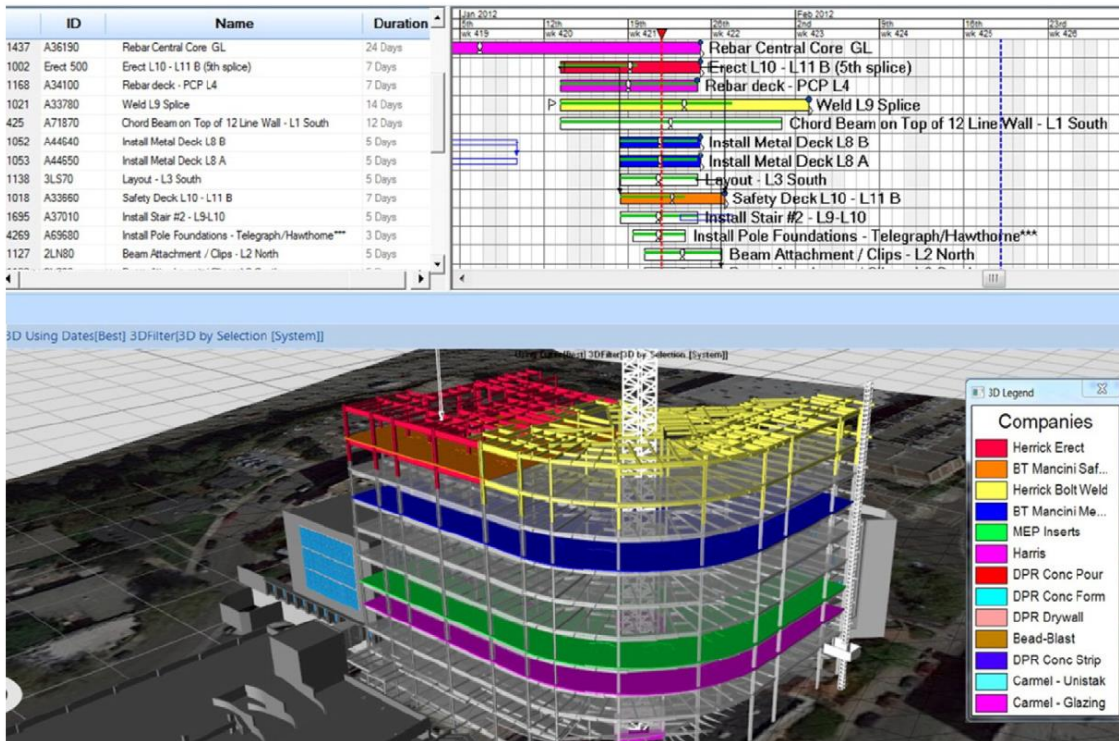 ID Name Duration
1437 A36190 Rebar Central Core GL 24 Days
1002 Erect 500 Erect L10 - L11 B (5th splice) 7 Days
1168 A34100 Rebar deck - PCP L4 7 Days
1021 A33780 Weld L9 Splice 14 Days
425 A71870 Chord Beam on Top of 12 Line Wall - L1 South 12 Days
1052 A44640 Install Metal Deck L8 B 5 Days
1053 A44650 Install Metal Deck L8 A 5 Days
1138 3LS70 Layout - L3 South 5 Days
1018 A33660 Safety Deck L10 - L11 B 7 Days
1695 A37010 Install Stair #2 - L9-L10 5 Days
4269 A69680 Install Pole Foundations - Telegraph/Hawthorne*** 3 Days
1127 2LN80 Beam Attachment / Clips - L2 North 5 Days
Jan 2012 Feb 2012
5th 12th 19th 26th 2nd 9th 16th 23rd
wk 419 wk 420 wk 421 wk 422 wk 423 wk 424 wk 425 wk 426
Rebar Central Core GL
Erect L10 - L11 B (5th splice)
Rebar deck - PCP L4
Weld L9 Splice
Chord Beam on Top of 12 Line Wall - L1 South
Install Metal Deck L8 B
Install Metal Deck L8 A
Layout - L3 South
Safety Deck L10 - L11 B
Install Stair #2 - L9-L10
Install Pole Foundations - Telegraph/Hawthorne***
Beam Attachment / Clips - L2 North
3D Using Dates[Best] 3DFilter[3D by Selection [System]]
Using Dates[Best] 3DFilter[3D by Selection [System]]
3D Legend
Companies
Herrick Erect
BT Mancini Saf...
Herrick Bolt Weld
BT Mancini Me...
MEP Inserts
Harris
DPR Conc Pour
DPR Conc Form
DPR Drywall
Bead-Blast
DPR Conc Strip
Carmel - Unistak
Carmel - Glazing